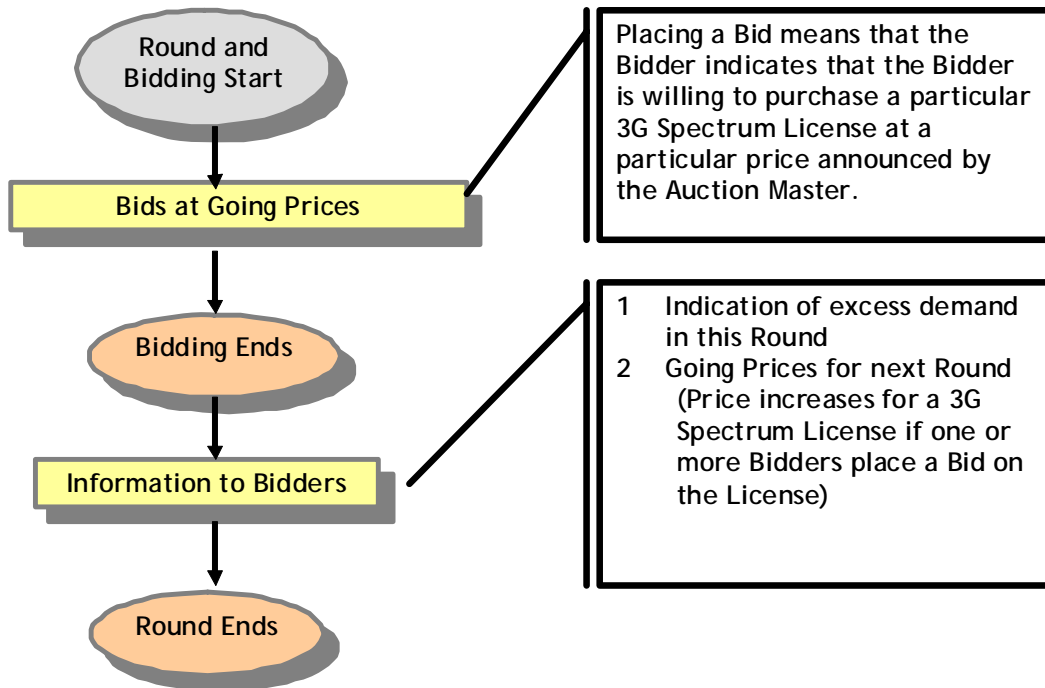 Round and
Bidding Start
Placing a Bid means that the
Bidder indicates that the Bidder
is willing to purchase a particular
3G Spectrum License at a
particular price announced by
the Auction Master.
Bids at Going Prices
Bidding Ends
1 Indication of excess demand
in this Round
2 Going Prices for next Round
(Price increases for a 3G
Spectrum License if one or
more Bidders place a Bid on
the License)
Information to Bidders
Round Ends